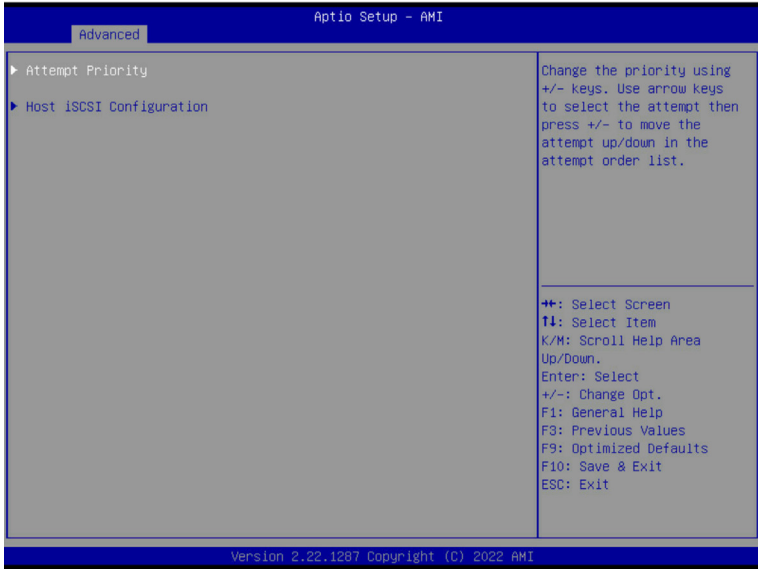 Aptio Setup - AMI
Advanced
▶ Attempt Priority
▶ Host iSCSI Configuration
Change the priority using
+/- keys. Use arrow keys
to select the attempt then
press +/- to move the
attempt up/down in the
attempt order list.
→←: Select Screen
↑↓: Select Item
K/M: Scroll Help Area
Up/Down.
Enter: Select
+/-: Change Opt.
F1: General Help
F3: Previous Values
F9: Optimized Defaults
F10: Save & Exit
ESC: Exit
Version 2.22.1287 Copyright (C) 2022 AMI